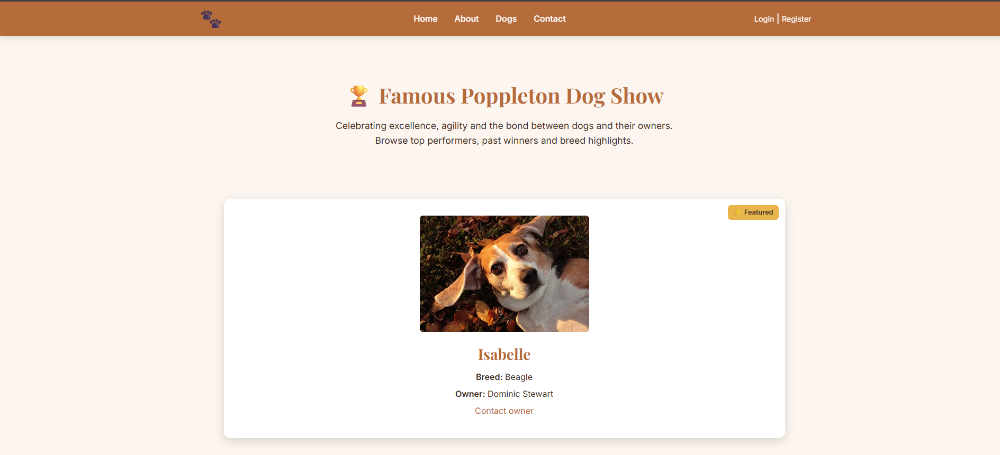 Home About Dogs Contact Login | Register
Famous Poppleton Dog Show
Celebrating excellence, agility and the bond between dogs and their owners.
Browse top performers, past winners and breed highlights.
Featured
Isabelle
Breed: Beagle
Owner: Dominic Stewart
Contact owner